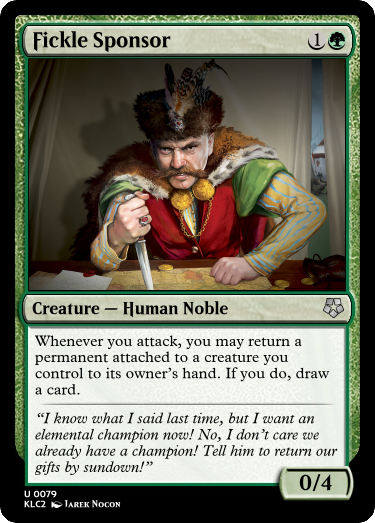 Fickle Sponsor 1
Creature — Human Noble
Whenever you attack, you may return a
permanent attached to a creature you
control to its owner's hand. If you do, draw
a card.
“I know what I said last time, but I want an
elemental champion now! No, I don't care we
already have a champion! Tell him to return our
gifts by sundown!”
0/4
U 0079
KLC2 Jarek Nocon